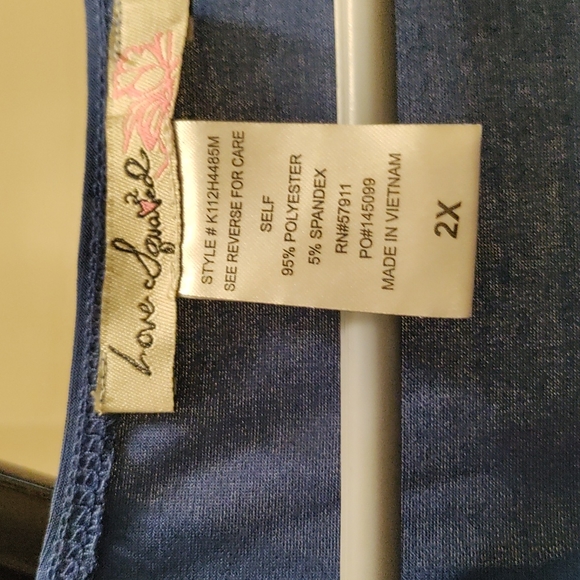 Love Squared
STYLE # K112H4485M
SEE REVERSE FOR CARE
SELF
95% POLYESTER
5% SPANDEX
RN#57911
PO#145099
MADE IN VIETNAM
2X